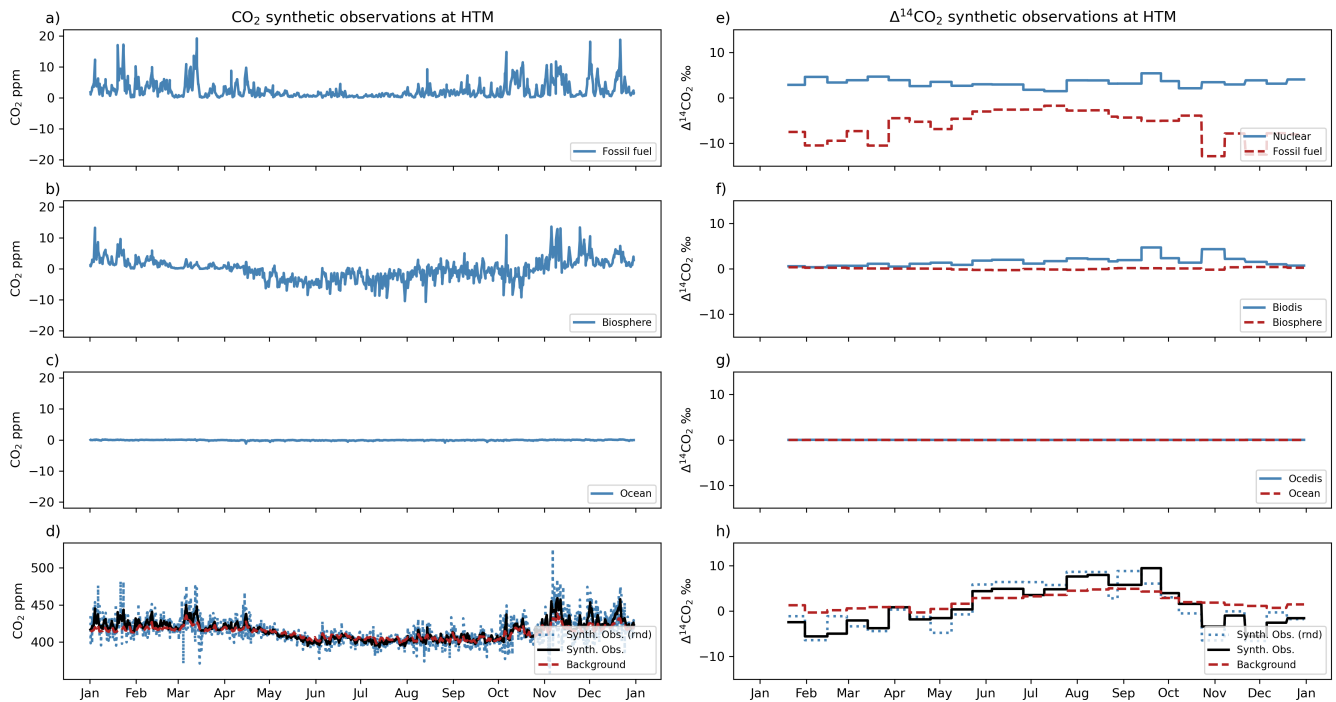 a)
CO₂ synthetic observations at HTM
20
10
0
−10
−20
CO₂ ppm
Fossil fuel
b)
20
10
0
−10
−20
CO₂ ppm
Biosphere
c)
20
10
0
−10
−20
CO₂ ppm
Ocean
d)
500
450
400
CO₂ ppm
Synth. Obs. (rnd)
Synth. Obs.
Background
Jan Feb Mar Apr May Jun Jul Aug Sep Oct Nov Dec Jan
e)
Δ¹⁴CO₂ synthetic observations at HTM
10
0
−10
Δ¹⁴CO₂ ‰
Nuclear
Fossil fuel
f)
10
0
−10
Δ¹⁴CO₂ ‰
Biodis
Biosphere
g)
10
0
−10
Δ¹⁴CO₂ ‰
Ocedis
Ocean
h)
10
0
−10
Δ¹⁴CO₂ ‰
Synth. Obs. (rnd)
Synth. Obs.
Background
Jan Feb Mar Apr May Jun Jul Aug Sep Oct Nov Dec Jan